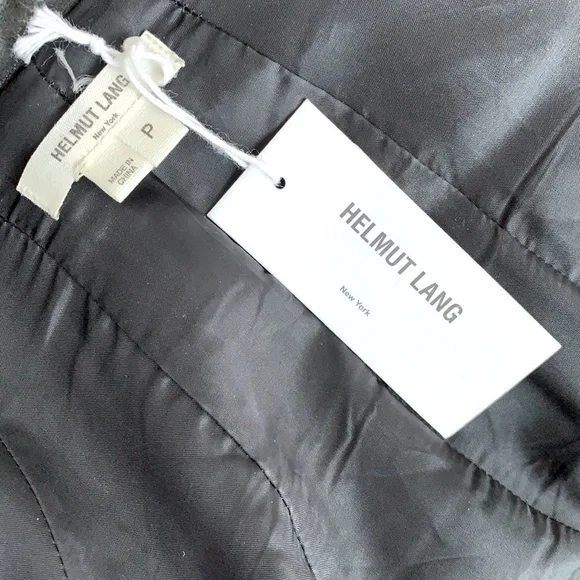 HELMUT LANG
New York
P
MADE IN
CHINA
HELMUT LANG
New York